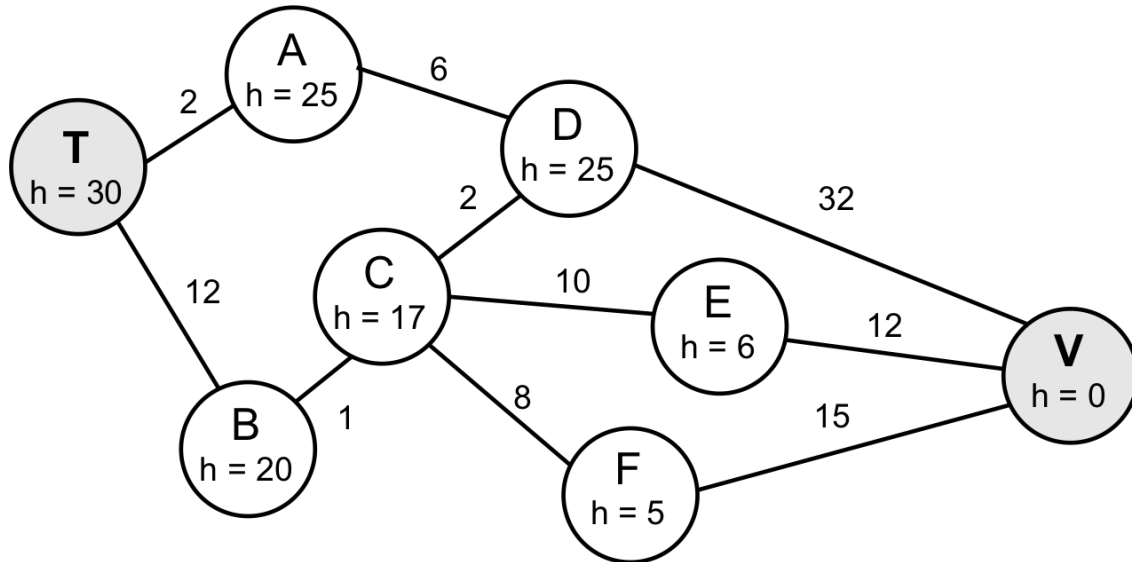 A
h = 25
2
6
T
h = 30
D
h = 25
32
2
12
C
h = 17
10
E
h = 6
12
V
h = 0
B
h = 20
1
8
15
F
h = 5